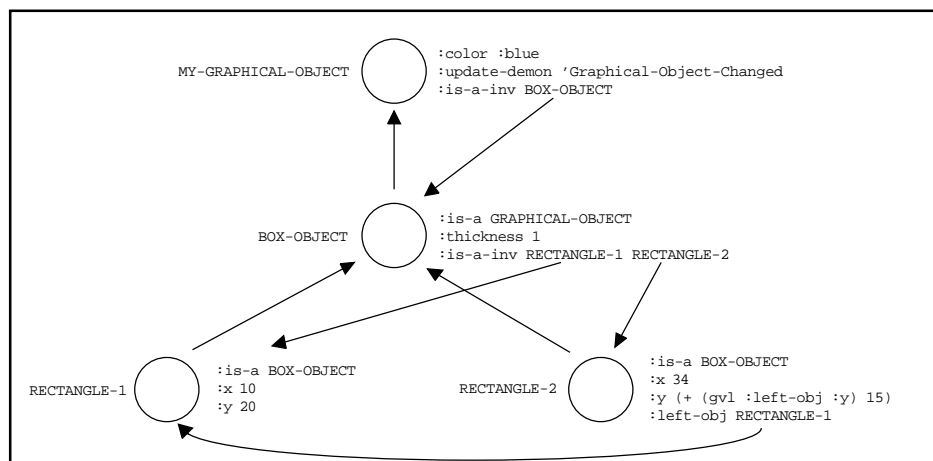 :color :blue
MY-GRAPHICAL-OBJECT
:update-demon ’Graphical-Object-Changed
:is-a-inv BOX-OBJECT
:is-a GRAPHICAL-OBJECT
BOX-OBJECT
:thickness 1
:is-a-inv RECTANGLE-1 RECTANGLE-2
:is-a BOX-OBJECT
RECTANGLE-1
:x 10
:y 20
:is-a BOX-OBJECT
RECTANGLE-2
:x 34
:y (+ (gvl :left-obj :y) 15)
:left-obj RECTANGLE-1